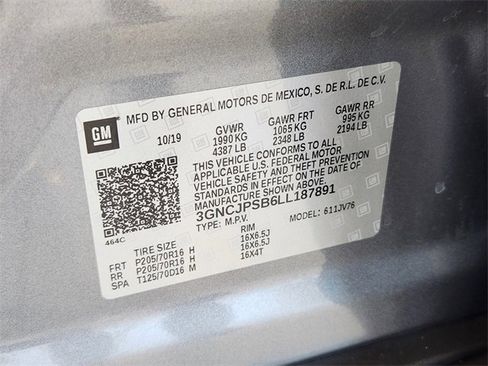 GM
MFD BY GENERAL MOTORS DE MEXICO, S. DE R.L. DE C.V.
10/19 GVWR GAWR FRT GAWR RR
1990 KG 1065 KG 995 KG
4387 LB 2348 LB 2194 LB
THIS VEHICLE CONFORMS TO ALL
APPLICABLE U.S. FEDERAL MOTOR
VEHICLE SAFETY AND THEFT PREVENTION
STANDARDS IN EFFECT ON THE DATE OF
MANUFACTURE SHOWN ABOVE.
3GNCJPSB6LL187891
TYPE: M.P.V. MODEL: 611JV76
464C
TIRE SIZE RIM
FRT P205/70R16 H 16X6.5J
RR P205/70R16 H 16X6.5J
SPA T125/70D16 M 16X4T